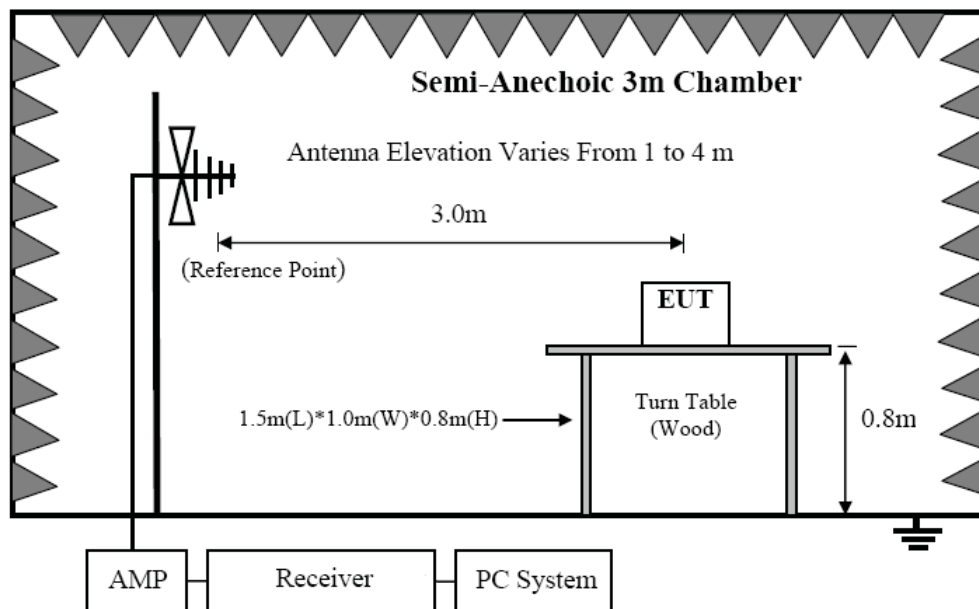 Semi-Anechoic 3m Chamber
Antenna Elevation Varies From 1 to 4 m
3.0m
(Reference Point)
EUT
1.5m(L)*1.0m(W)*0.8m(H)
Turn Table
(Wood)
0.8m
AMP
Receiver
PC System